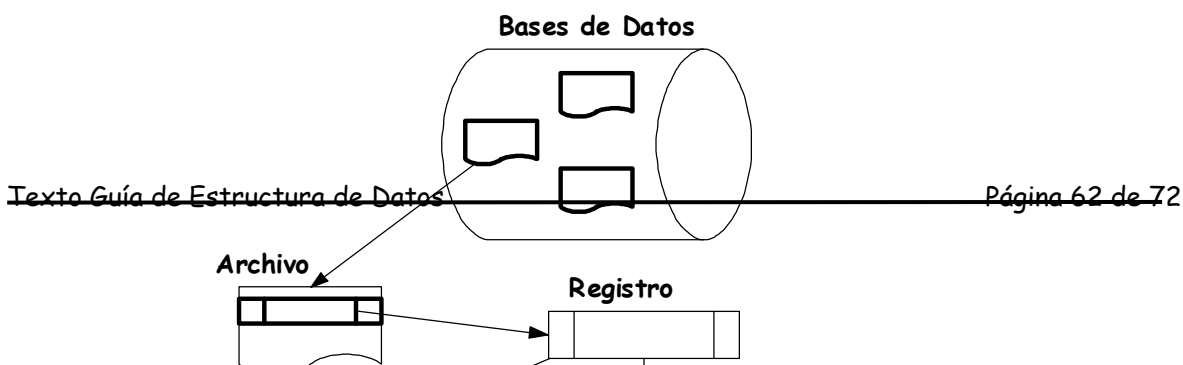 Bases de Datos
Texto Guía de Estructura de Datos
Página 62 de 72
Archivo
Registro